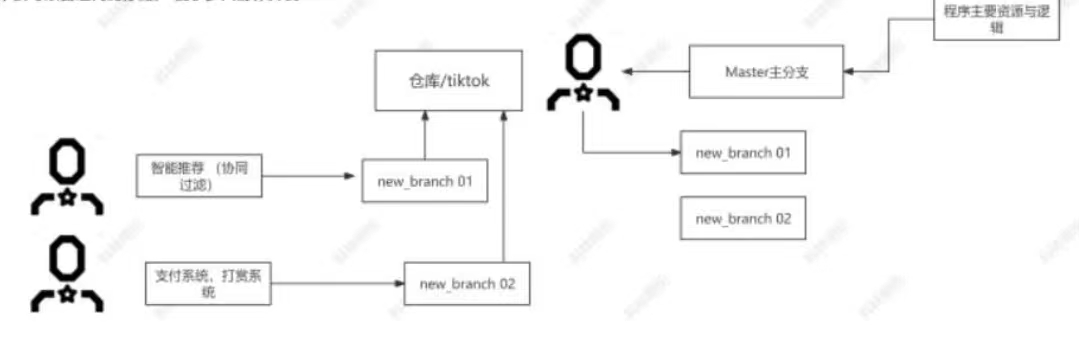 程序主要资源与逻
辑
仓库/tiktok
Master主分支
new_branch 01
智能推荐 （协同
过滤）
new_branch 01
new_branch 02
支付系统，打赏系
统
new_branch 02